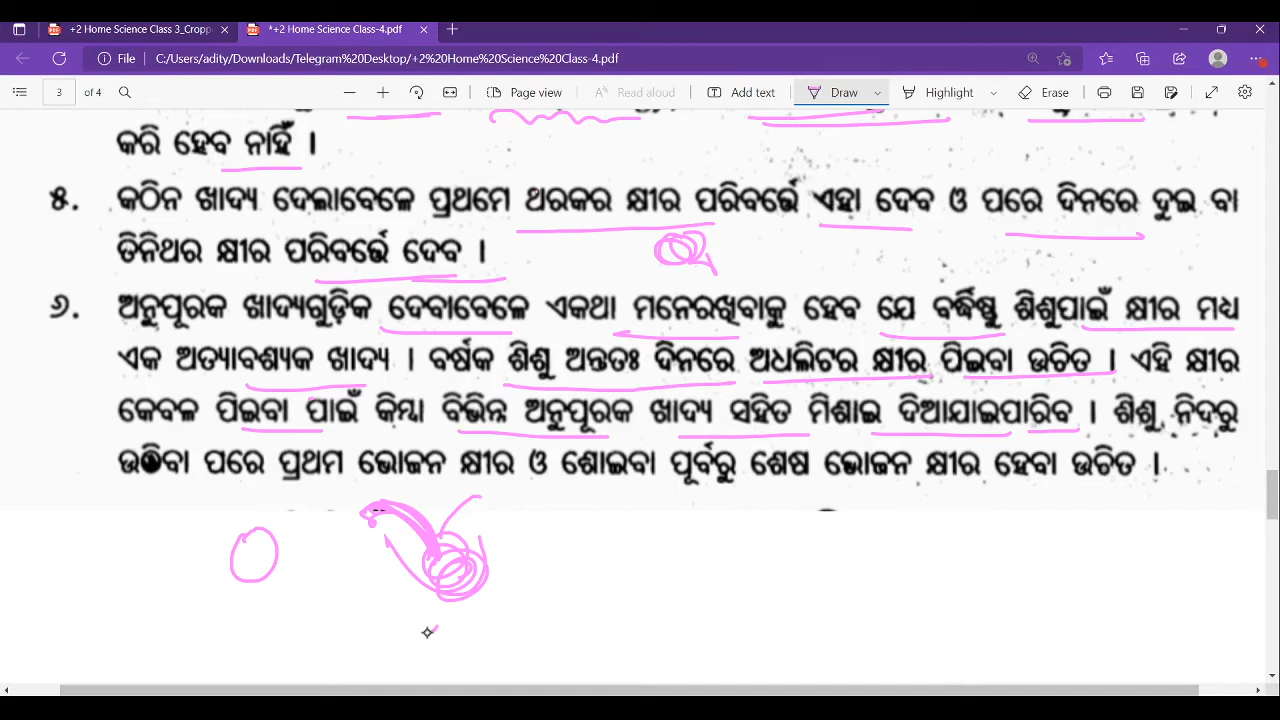 +2 Home Science Class 3_Cropp
*+2 Home Science Class-4.pdf
File
C:/Users/adity/Downloads/Telegram%20Desktop/+2%20Home%20Science%20Class-4.pdf
3 of 4
Page view
Read aloud
Add text
Draw
Highlight
Erase
କରି ହେବ ନାହିଁ ।
୫. କଠିନ ଖାଦ୍ୟ ଦେଲାବେଳେ ପ୍ରଥମେ ଥରକର କ୍ଷୀର ପରିବର୍ତ୍ତେ ଏହା ଦେବ ଓ ପରେ ଦିନରେ ଦୁଇ ବା
ତିନିଥର କ୍ଷୀର ପରିବର୍ତ୍ତେ ଦେବ ।
୬. ଅନୁପୂରକ ଖାଦ୍ୟଗୁଡ଼ିକ ଦେବାବେଳେ ଏକଥା ମନେରଖିବାକୁ ହେବ ଯେ ବର୍ଦ୍ଧିଷ୍ଣୁ ଶିଶୁପାଇଁ କ୍ଷୀର ମଧ୍ୟ
ଏକ ଅତ୍ୟାବଶ୍ୟକ ଖାଦ୍ୟ । ବର୍ଷକ ଶିଶୁ ଅନ୍ତତଃ ଦିନରେ ଅଧଲିଟର କ୍ଷୀର ପିଇବା ଉଚିତ । ଏହି କ୍ଷୀର
କେବଳ ପିଇବା ପାଇଁ କିମ୍ବା ବିଭିନ୍ନ ଅନୁପୂରକ ଖାଦ୍ୟ ସହିତ ମିଶାଇ ଦିଆଯାଇପାରିବ । ଶିଶୁ ନିଦରୁ
ଉଠିବା ପରେ ପ୍ରଥମ ଭୋଜନ କ୍ଷୀର ଓ ଶୋଇବା ପୂର୍ବରୁ ଶେଷ ଭୋଜନ କ୍ଷୀର ହେବା ଉଚିତ ।